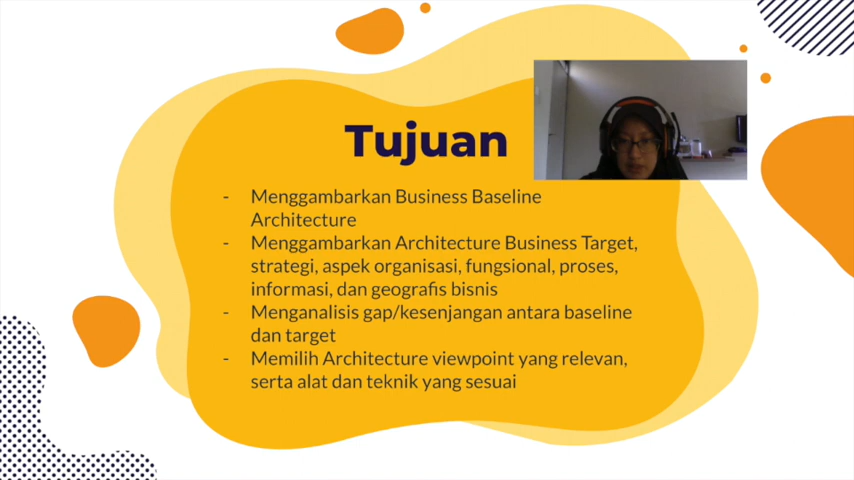 Tujuan
- Menggambarkan Business Baseline
Architecture
- Menggambarkan Architecture Business Target,
strategi, aspek organisasi, fungsional, proses,
informasi, dan geografis bisnis
- Menganalisis gap/kesenjangan antara baseline
dan target
- Memilih Architecture viewpoint yang relevan,
serta alat dan teknik yang sesuai